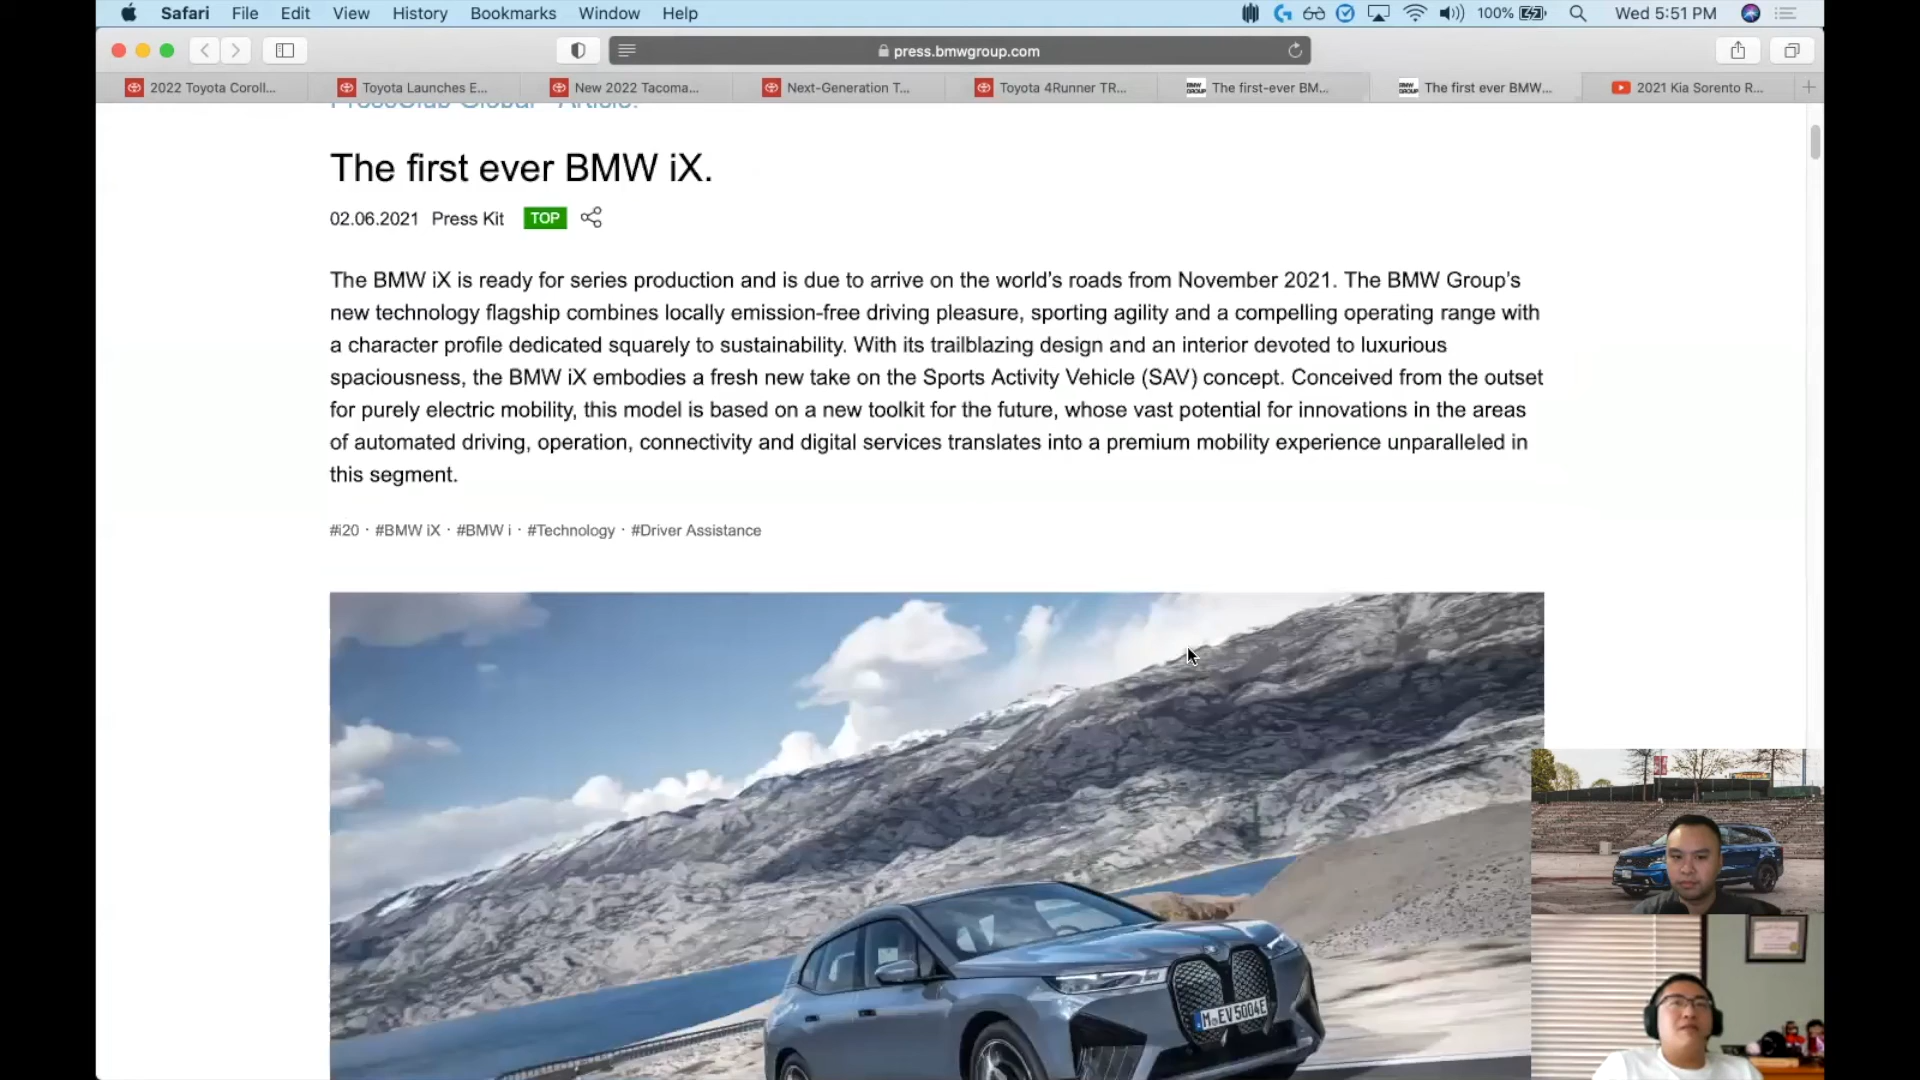 Safari File Edit View History Bookmarks Window Help 100% Wed 5:51 PM
press.bmwgroup.com
2022 Toyota Coroll... Toyota Launches E... New 2022 Tacoma... Next-Generation T... Toyota 4Runner TR... BMW GROUP The first-ever BM... BMW GROUP The first ever BMW... 2021 Kia Sorento R...
PressClub Global · Article.
The first ever BMW iX.
02.06.2021 Press Kit TOP
The BMW iX is ready for series production and is due to arrive on the world's roads from November 2021. The BMW Group's
new technology flagship combines locally emission-free driving pleasure, sporting agility and a compelling operating range with
a character profile dedicated squarely to sustainability. With its trailblazing design and an interior devoted to luxurious
spaciousness, the BMW iX embodies a fresh new take on the Sports Activity Vehicle (SAV) concept. Conceived from the outset
for purely electric mobility, this model is based on a new toolkit for the future, whose vast potential for innovations in the areas
of automated driving, operation, connectivity and digital services translates into a premium mobility experience unparalleled in
this segment.
#i20 · #BMW iX · #BMW i · #Technology · #Driver Assistance
M EV 5004E